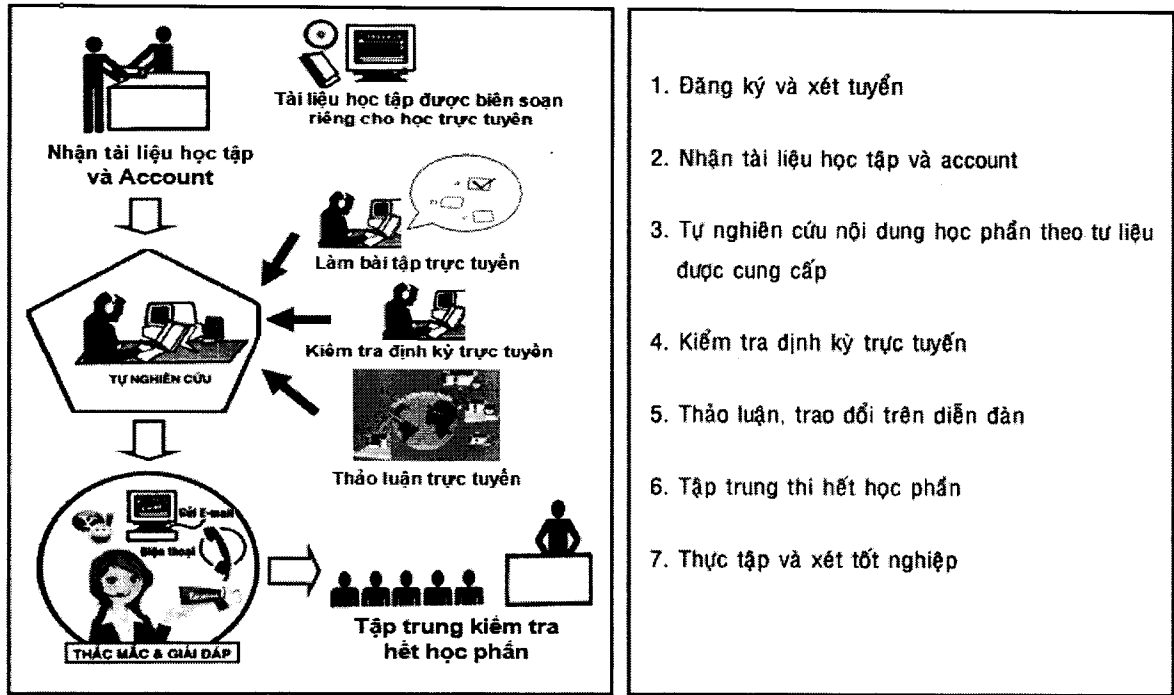 Nhận tài liệu học tập
và Account
Tài liệu học tập được biên soạn
riêng cho học trực tuyến
Làm bài tập trực tuyến
Kiểm tra định kỳ trực tuyến
TỰ NGHIÊN CỨU
Thảo luận trực tuyến
Gửi E-mail
Điện thoại
THẮC MẮC & GIẢI ĐÁP
Tập trung kiểm tra
hết học phần
1. Đăng ký và xét tuyển
2. Nhận tài liệu học tập và account
3. Tự nghiên cứu nội dung học phần theo tư liệu
được cung cấp
4. Kiểm tra định kỳ trực tuyến
5. Thảo luận, trao đổi trên diễn đàn
6. Tập trung thi hết học phần
7. Thực tập và xét tốt nghiệp